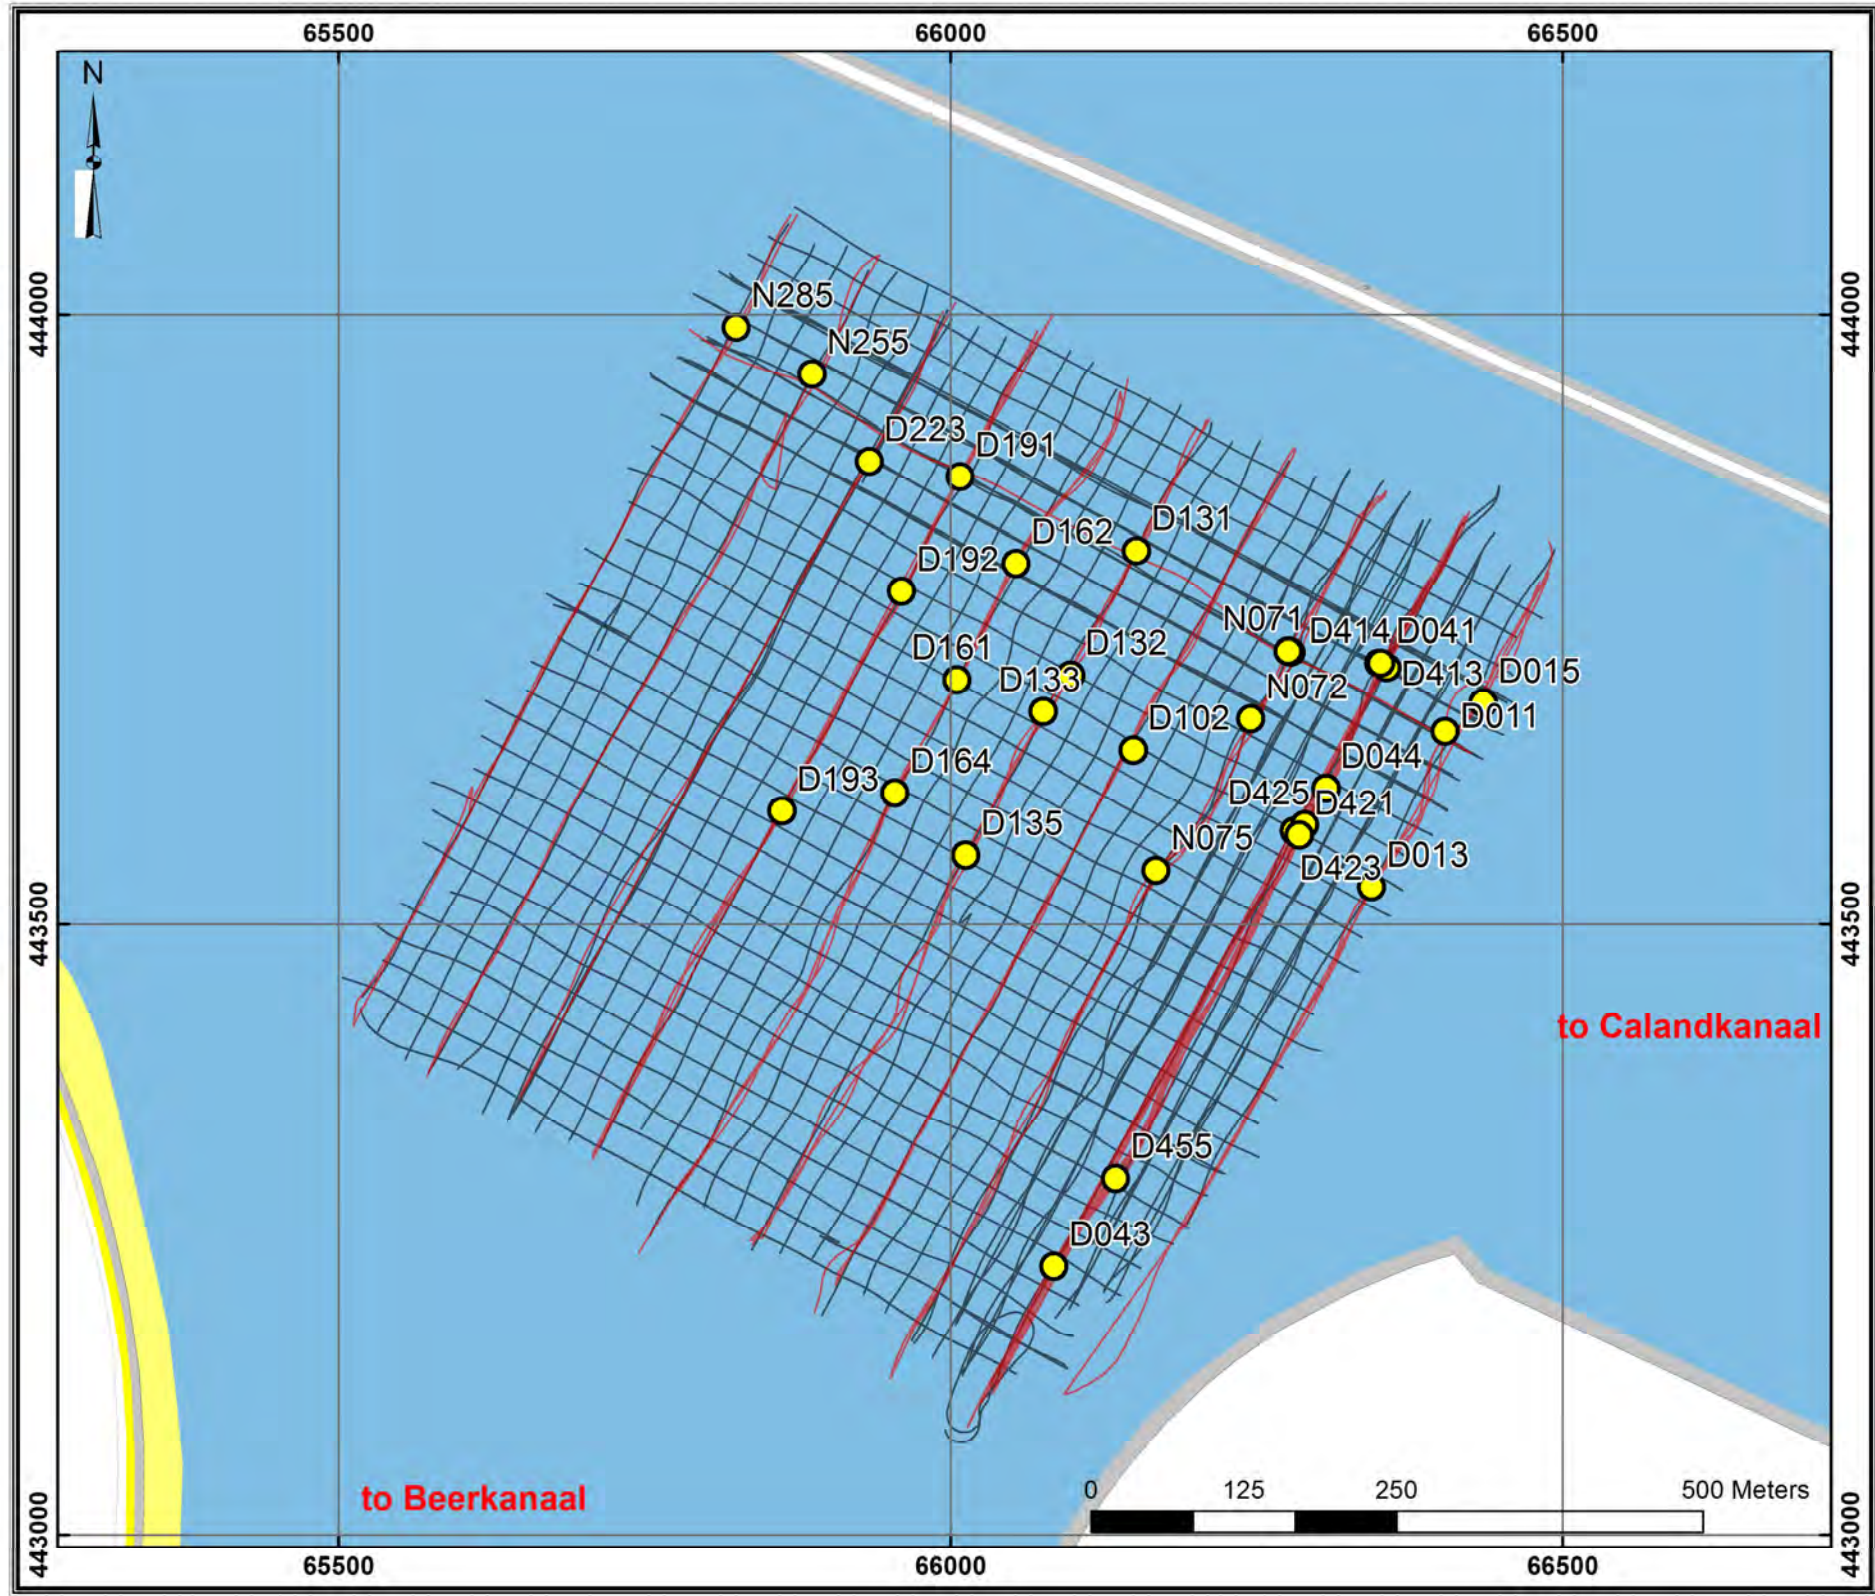 65500 66000 66500
N
444000 444000
N285
N255
D223 D191
D131
D162
D192
N071 D414 D041
D161 D132
D413 D015
D133 N072
D102 D011
D044
D164
D193 D425 D421
D135
N075 D013
D423
443500 443500
to Calandkanaal
D455
D043
0 125 250 500 Meters
to Beerkanaal
443000 443000
65500 66000 66500